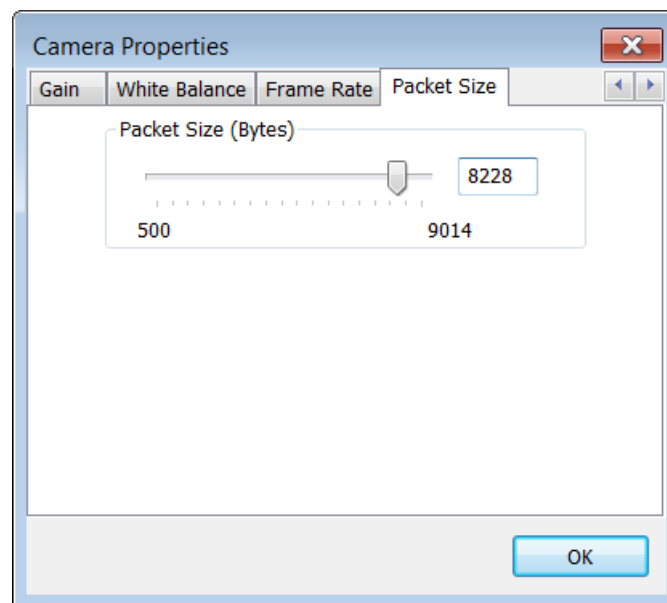 Camera Properties
Gain White Balance Frame Rate Packet Size
Packet Size (Bytes)
8228
500 9014
OK